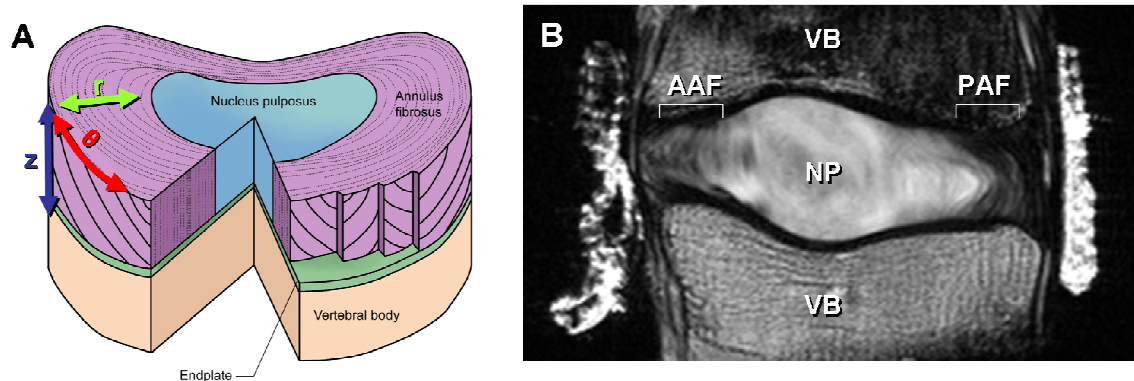 A
r
Nucleus pulposus
Annulus
fibrosus
θ
z
Vertebral body
Endplate
B
VB
AAF
PAF
NP
VB